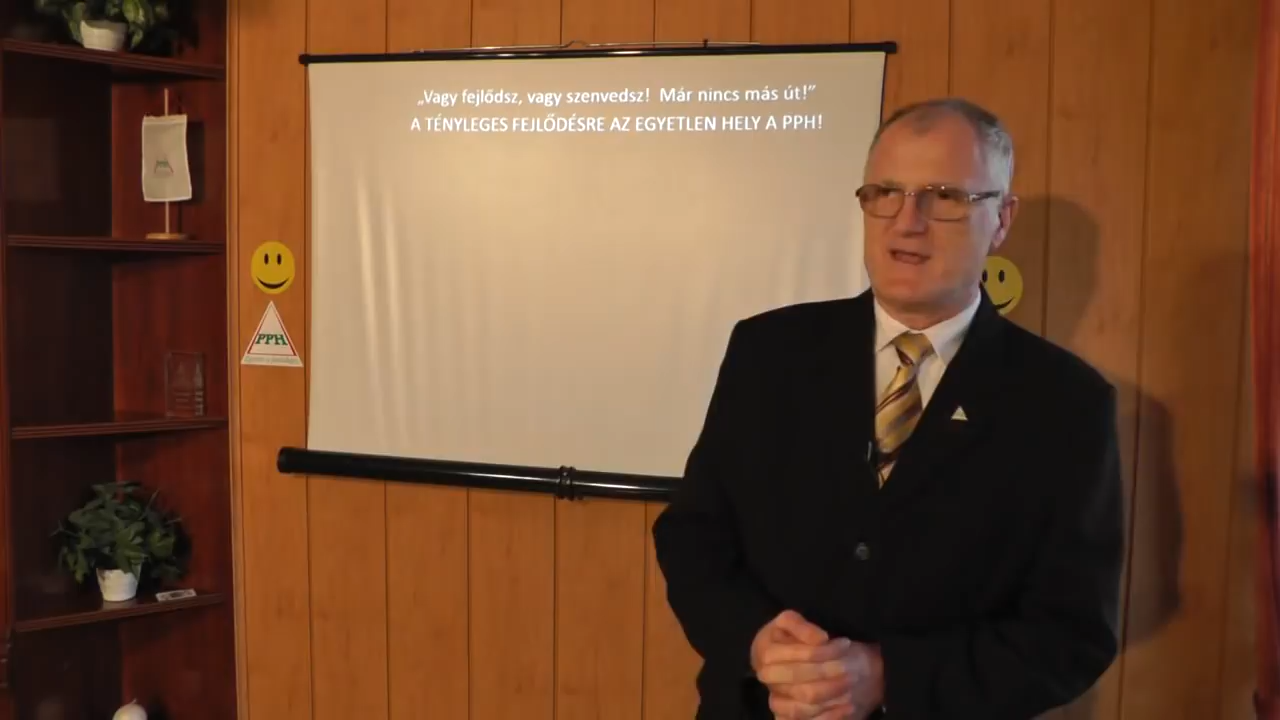 „Vagy fejlődsz, vagy szenvedsz!  Már nincs más út!”
A TÉNYLEGES FEJLŐDÉSRE AZ EGYETLEN HELY A PPH!
PPH